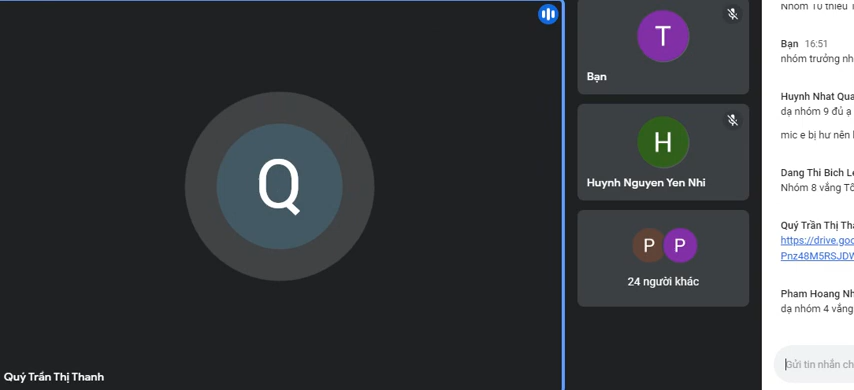 Q
Quý Trần Thị Thanh
T
Bạn
H
Huynh Nguyen Yen Nhi
P P
24 người khác
Nhóm 10 thiếu
Bạn 16:51
nhóm trưởng nh
Huynh Nhat Qua
dạ nhóm 9 đủ ạ
mic e bị hư nên
Dang Thi Bich Le
Nhóm 8 vắng Tố
Quý Trần Thị Tha
https://drive.goo
Pnz48M5RSJDW
Pham Hoang Nh
dạ nhóm 4 vắng
Gửi tin nhắn ch